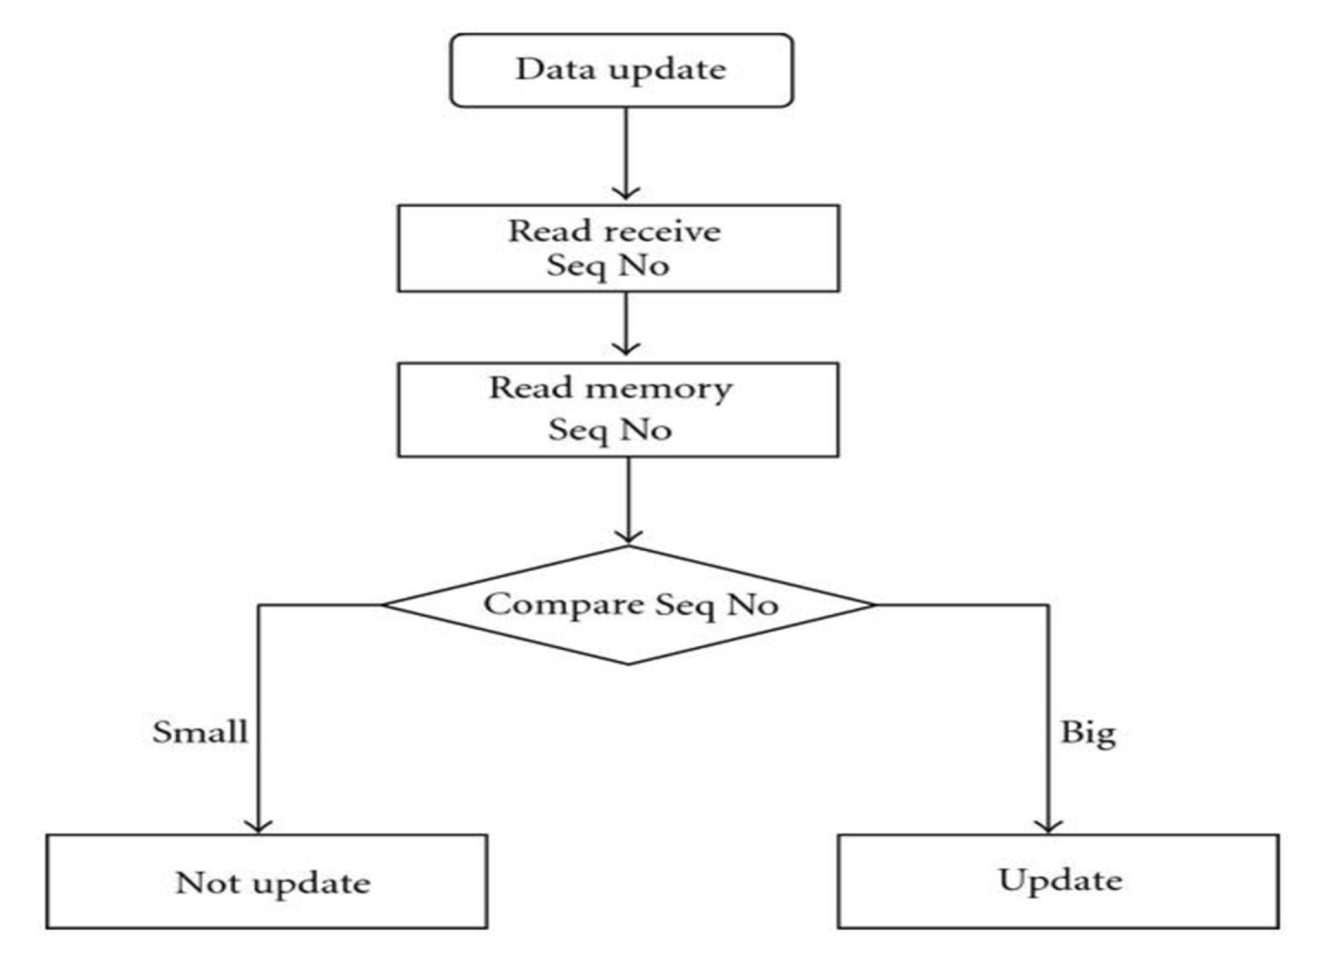 Data update
Read receive
Seq No
Read memory
Seq No
Compare Seq No
Small
Big
Not update
Update